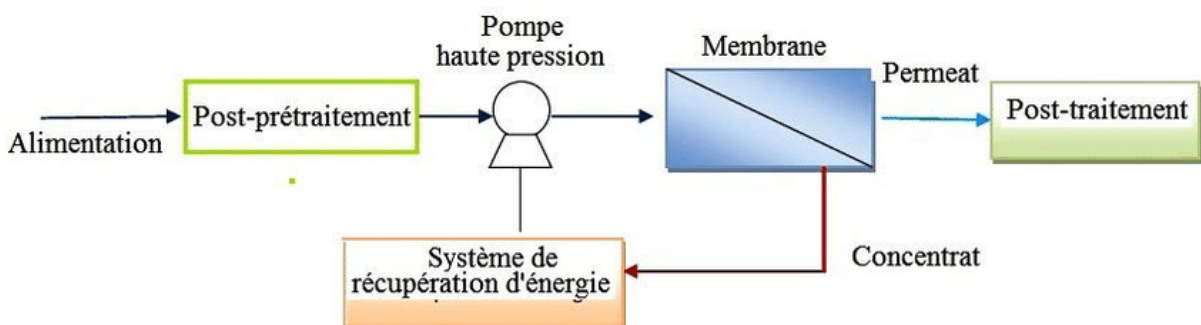 Pompe
haute pression
Membrane
Permeat
Alimentation
Post-prétraitement
Post-traitement
Système de
récupération d'énergie
Concentrat